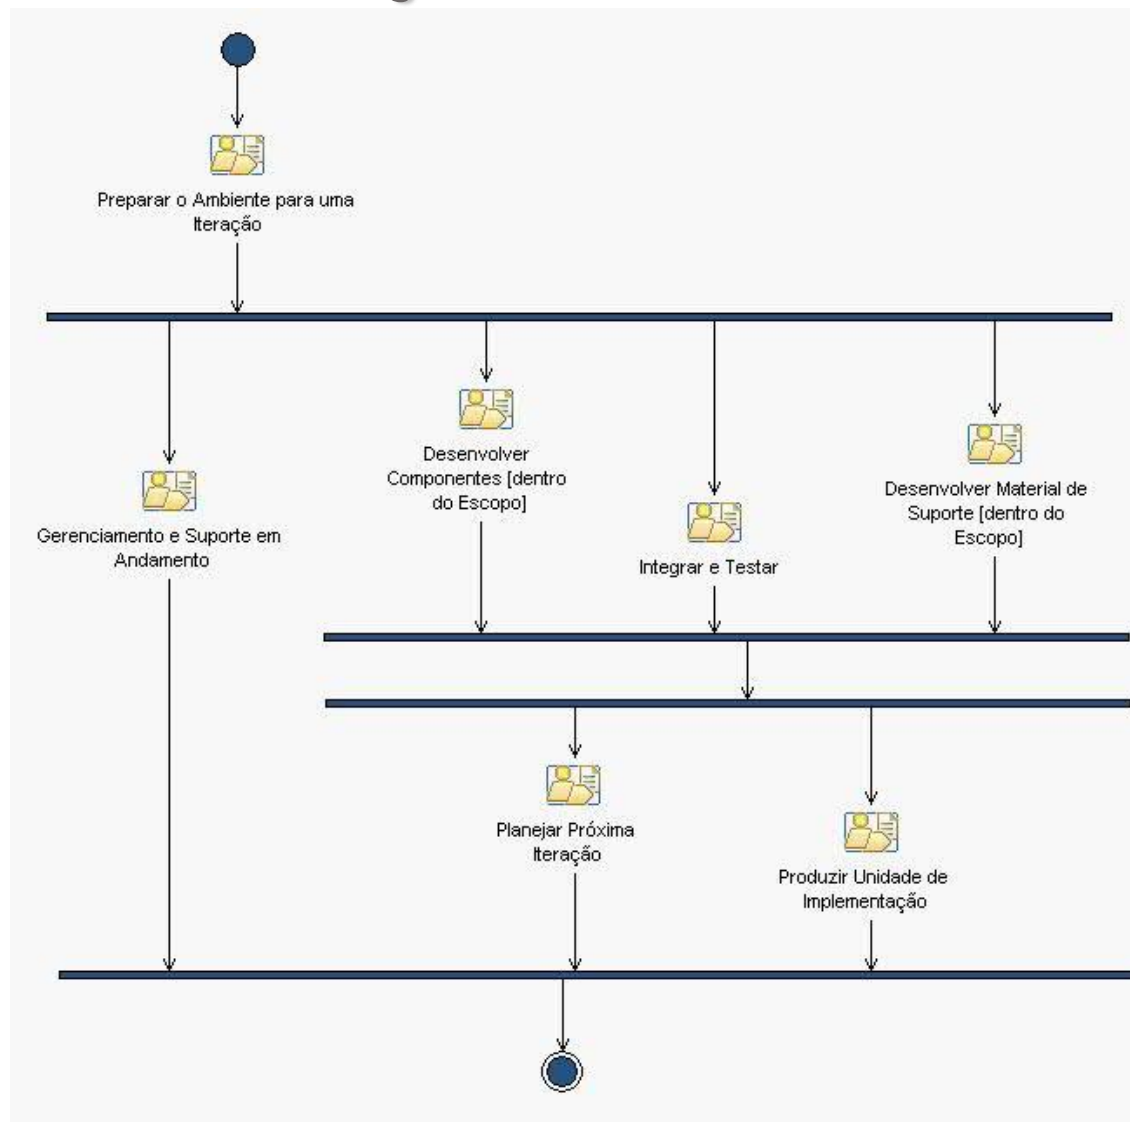 Preparar o Ambiente para uma
Iteração
Desenvolver
Componentes [dentro
do Escopo]
Desenvolver Material de
Suporte [dentro do
Escopo]
Gerenciamento e Suporte em
Andamento
Integrar e Testar
Planejar Próxima
Iteração
Produzir Unidade de
Implementação